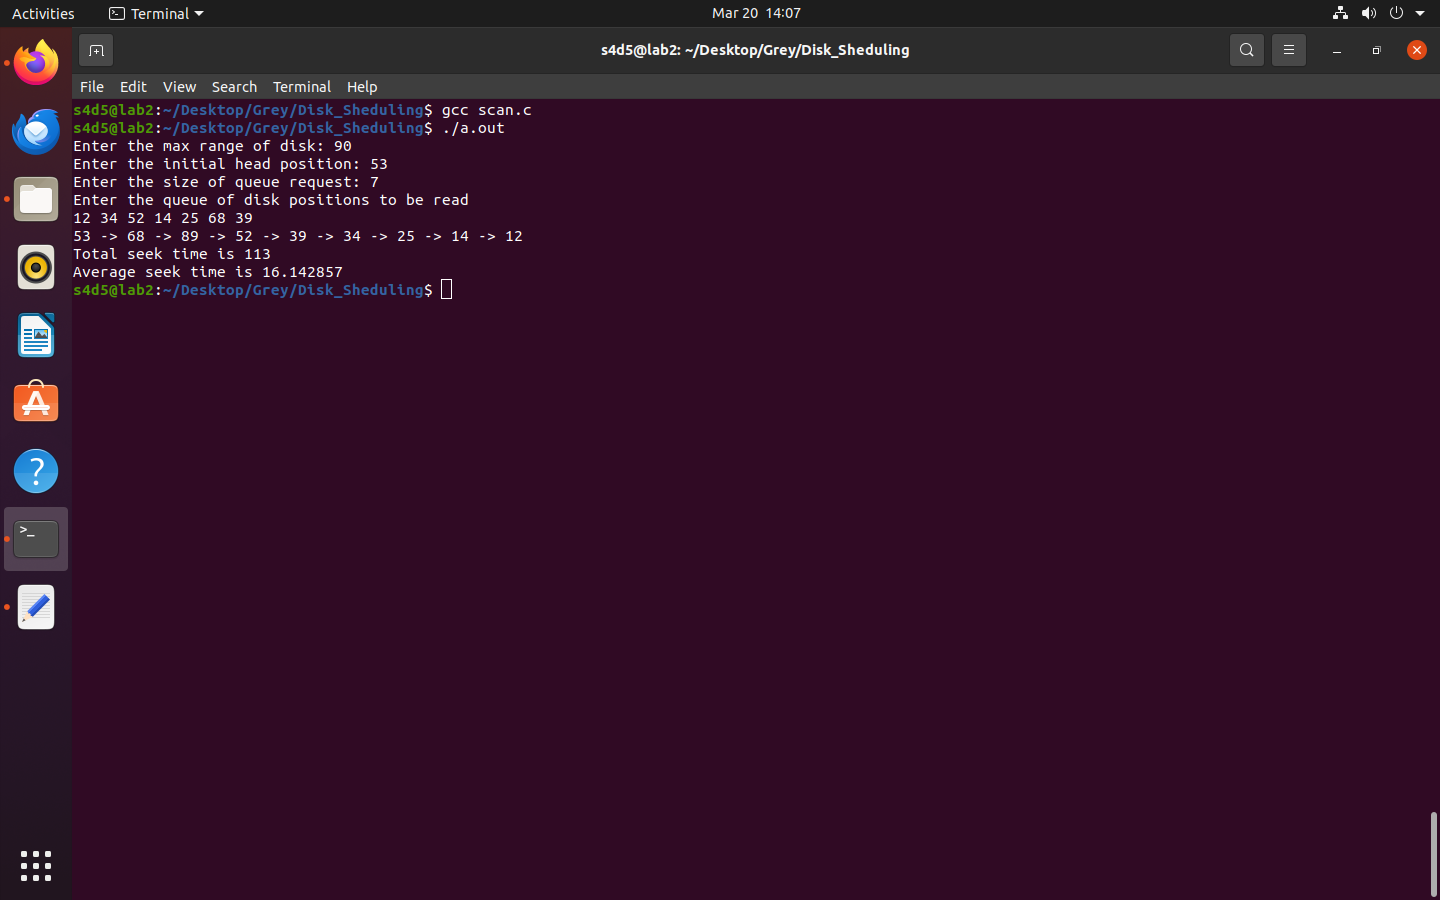 Activities
Terminal
Mar 20 14:07
s4d5@lab2: ~/Desktop/Grey/Disk_Sheduling
File Edit View Search Terminal Help
s4d5@lab2:~/Desktop/Grey/Disk_Sheduling$ gcc scan.c
s4d5@lab2:~/Desktop/Grey/Disk_Sheduling$ ./a.out
Enter the max range of disk: 90
Enter the initial head position: 53
Enter the size of queue request: 7
Enter the queue of disk positions to be read
12 34 52 14 25 68 39
53 -> 68 -> 89 -> 52 -> 39 -> 34 -> 25 -> 14 -> 12
Total seek time is 113
Average seek time is 16.142857
s4d5@lab2:~/Desktop/Grey/Disk_Sheduling$